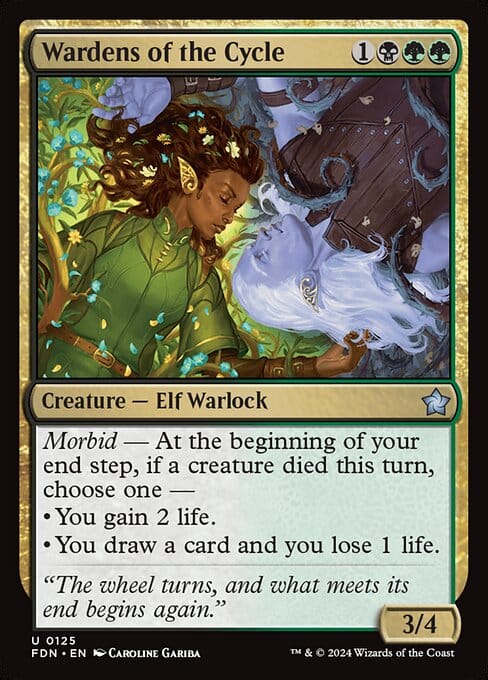 Wardens of the Cycle 1
Creature — Elf Warlock
Morbid — At the beginning of your
end step, if a creature died this turn,
choose one —
• You gain 2 life.
• You draw a card and you lose 1 life.
“The wheel turns, and what meets its
end begins again.”
3/4
U 0125
FDN • EN CAROLINE GARIBA
™ & © 2024 Wizards of the Coast